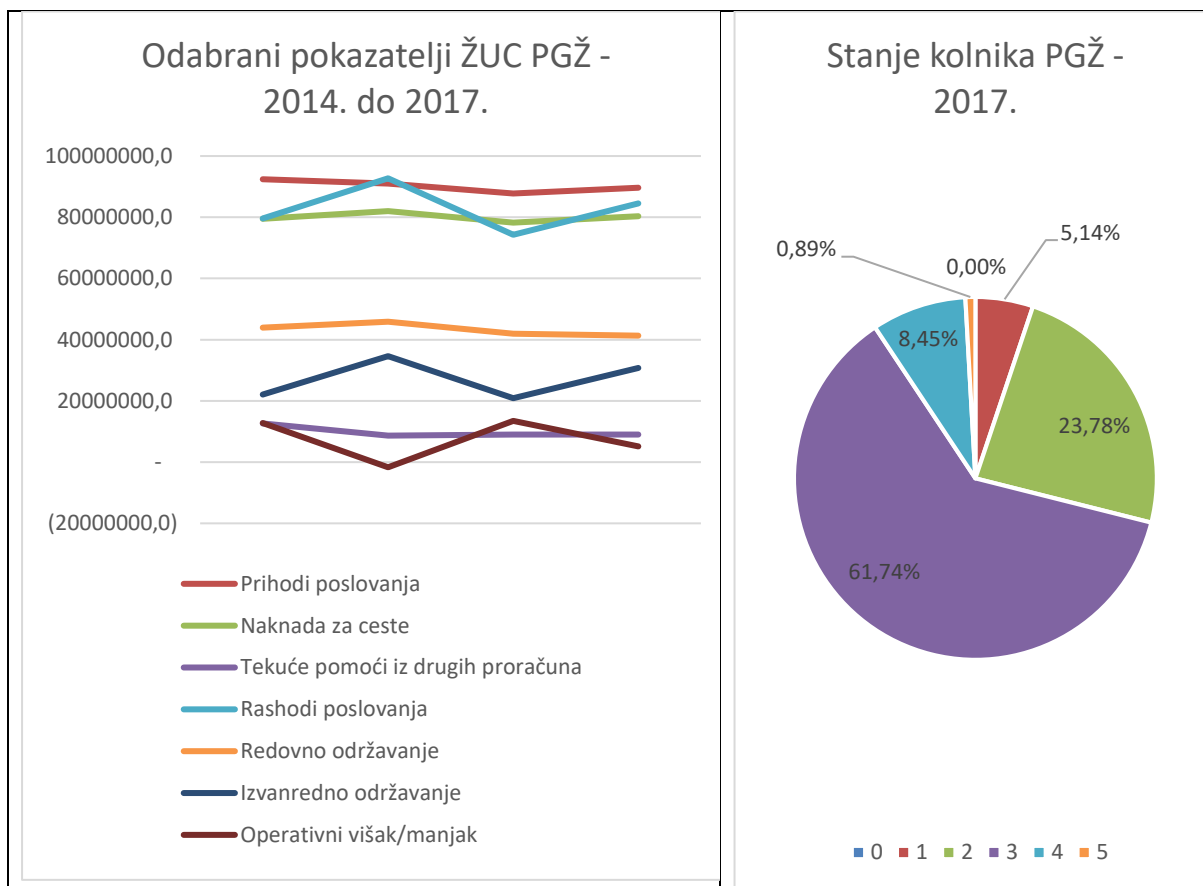 Odabrani pokazatelji ŽUC PGŽ -
2014. do 2017.
100000000,0
80000000,0
60000000,0
40000000,0
20000000,0
-
(20000000,0)
Prihodi poslovanja
Naknada za ceste
Tekuće pomoći iz drugih proračuna
Rashodi poslovanja
Redovno održavanje
Izvanredno održavanje
Operativni višak/manjak
Stanje kolnika PGŽ -
2017.
0,89%
0,00%
5,14%
8,45%
23,78%
61,74%
0 1 2 3 4 5